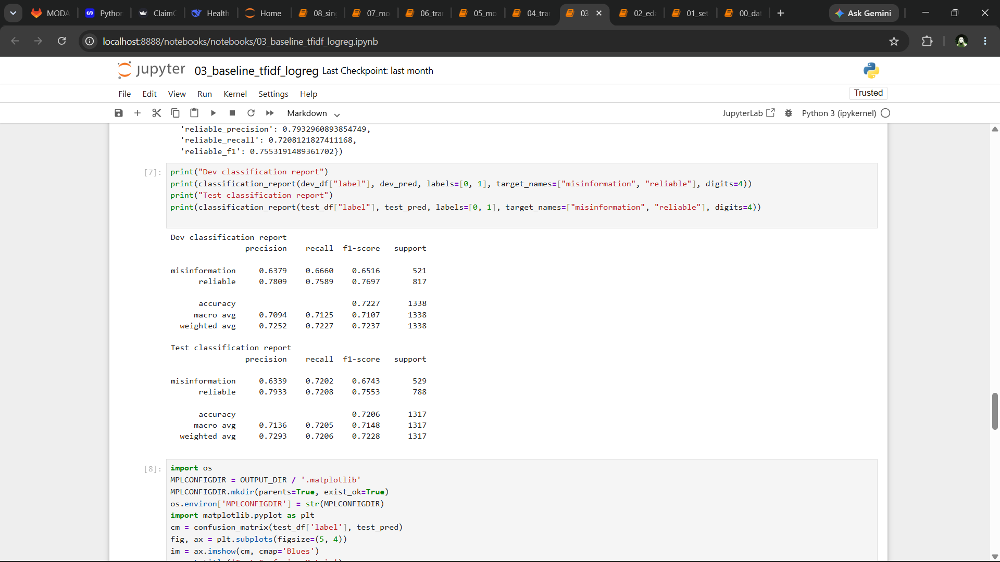 MODA
Python
ClaimC
Health
Home
08_sin
07_mo
06_tra
05_mo
04_tra
03
02_ed
01_set
00_dat
Ask Gemini
localhost:8888/notebooks/notebooks/03_baseline_tfidf_logreg.ipynb
jupyter 03_baseline_tfidf_logreg Last Checkpoint: last month
File Edit View Run Kernel Settings Help
Trusted
Markdown
JupyterLab
Python 3 (ipykernel)
'reliable_precision': 0.7932960893854749,
'reliable_recall': 0.7208121827411168,
'reliable_f1': 0.7553191489361702})
[7]:
print("Dev classification report")
print(classification_report(dev_df["label"], dev_pred, labels=[0, 1], target_names=["misinformation", "reliable"], digits=4))
print("Test classification report")
print(classification_report(test_df["label"], test_pred, labels=[0, 1], target_names=["misinformation", "reliable"], digits=4))
Dev classification report
precision recall f1-score support
misinformation 0.6379 0.6660 0.6516 521
reliable 0.7809 0.7589 0.7697 817
accuracy 0.7227 1338
macro avg 0.7094 0.7125 0.7107 1338
weighted avg 0.7252 0.7227 0.7237 1338
Test classification report
precision recall f1-score support
misinformation 0.6339 0.7202 0.6743 529
reliable 0.7933 0.7208 0.7553 788
accuracy 0.7206 1317
macro avg 0.7136 0.7205 0.7148 1317
weighted avg 0.7293 0.7206 0.7228 1317
[8]:
import os
MPLCONFIGDIR = OUTPUT_DIR / '.matplotlib'
MPLCONFIGDIR.mkdir(parents=True, exist_ok=True)
os.environ['MPLCONFIGDIR'] = str(MPLCONFIGDIR)
import matplotlib.pyplot as plt
cm = confusion_matrix(test_df['label'], test_pred)
fig, ax = plt.subplots(figsize=(5, 4))
im = ax.imshow(cm, cmap='Blues')